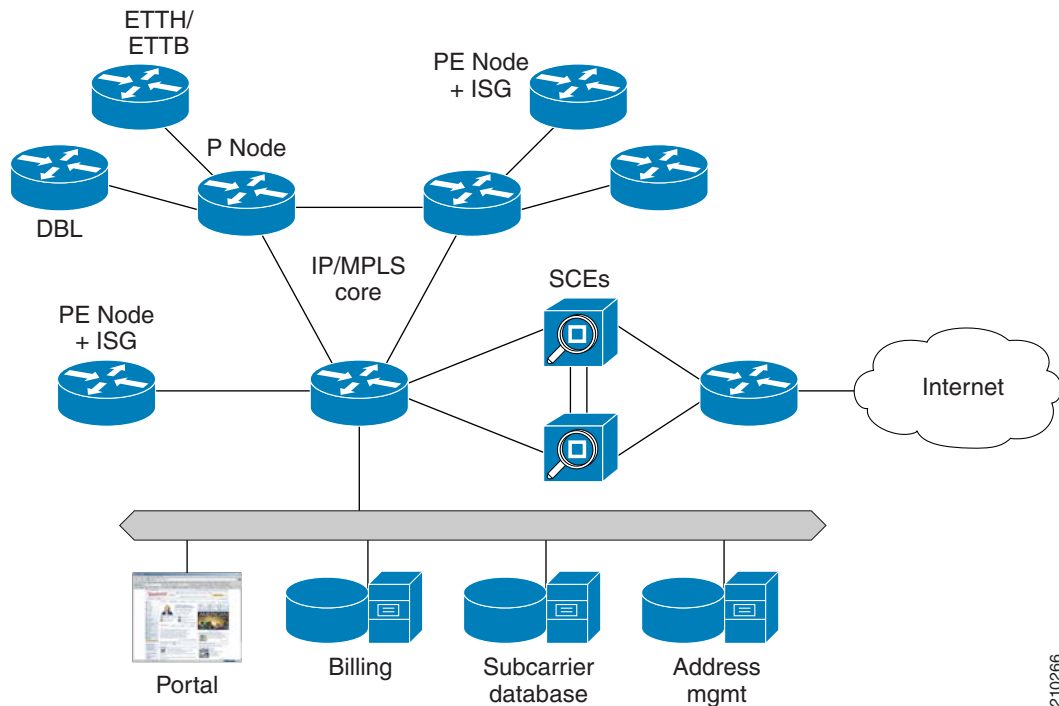 ETTH/
ETTB
PE Node
+ ISG
P Node
DBL
IP/MPLS
core
SCEs
PE Node
+ ISG
Internet
Portal
Billing
Subcarrier
database
Address
mgmt
210266